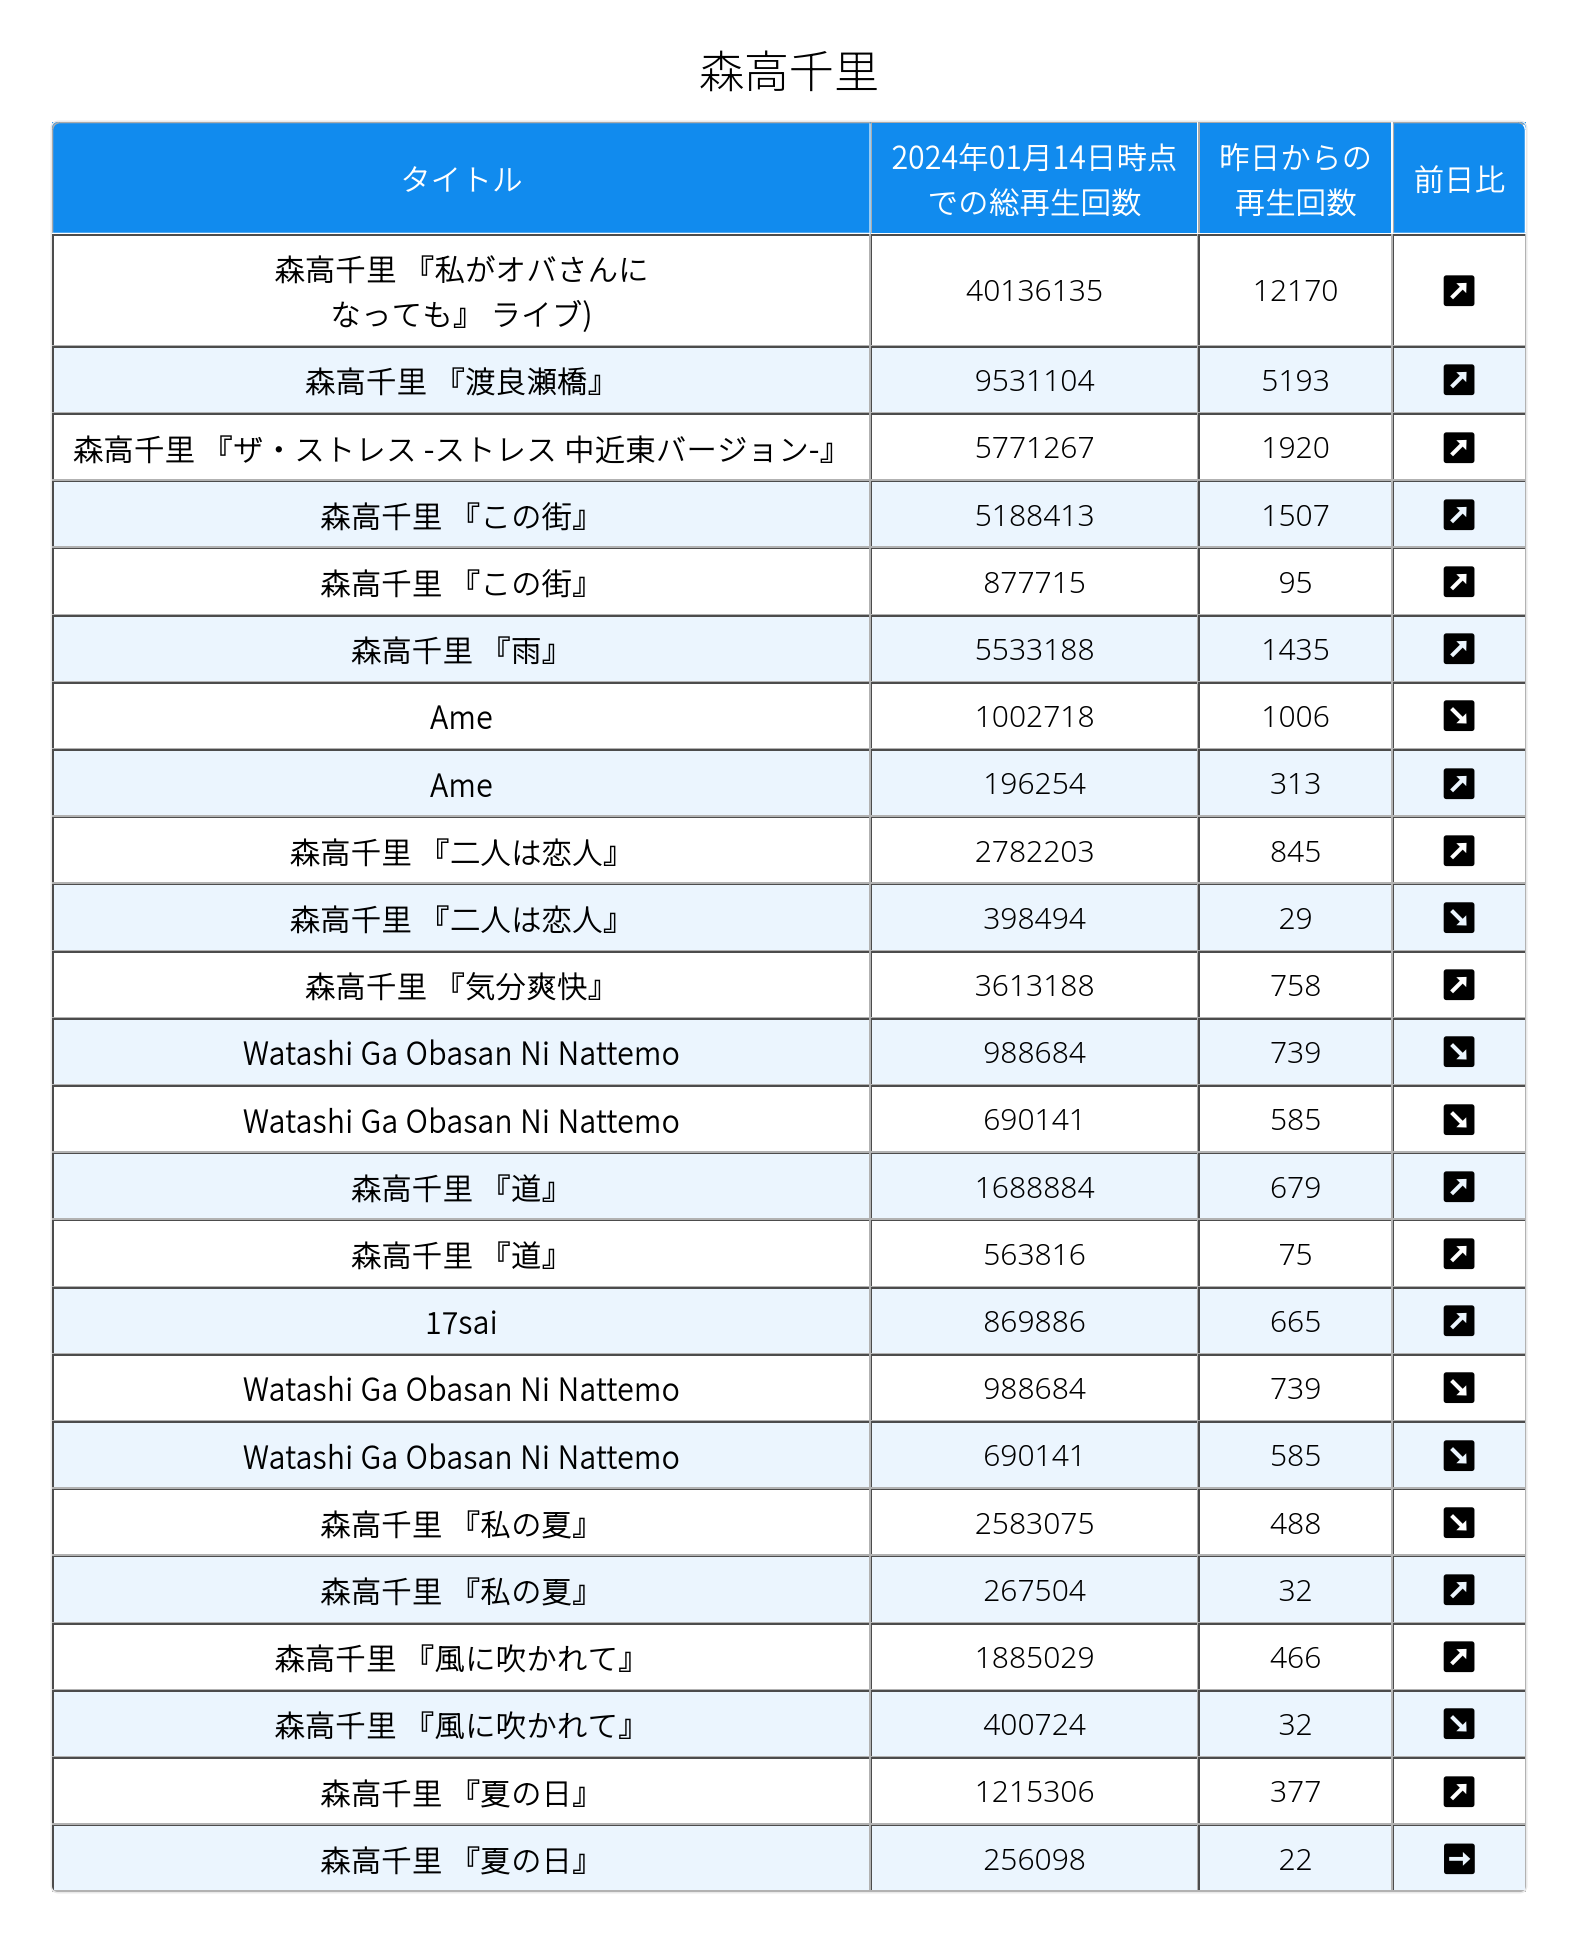 森高千里
タイトル
2024年01月14日時点
での総再生回数
昨日からの
再生回数
前日比
森高千里 『私がオバさんに
なっても』 ライブ)
40136135
12170
森高千里 『渡良瀬橋』
9531104
5193
森高千里 『ザ・ストレス -ストレス 中近東バージョン-』
5771267
1920
森高千里 『この街』
5188413
1507
森高千里 『この街』
877715
95
森高千里 『雨』
5533188
1435
Ame
1002718
1006
Ame
196254
313
森高千里 『二人は恋人』
2782203
845
森高千里 『二人は恋人』
398494
29
森高千里 『気分爽快』
3613188
758
Watashi Ga Obasan Ni Nattemo
988684
739
Watashi Ga Obasan Ni Nattemo
690141
585
森高千里 『道』
1688884
679
森高千里 『道』
563816
75
17sai
869886
665
Watashi Ga Obasan Ni Nattemo
988684
739
Watashi Ga Obasan Ni Nattemo
690141
585
森高千里 『私の夏』
2583075
488
森高千里 『私の夏』
267504
32
森高千里 『風に吹かれて』
1885029
466
森高千里 『風に吹かれて』
400724
32
森高千里 『夏の日』
1215306
377
森高千里 『夏の日』
256098
22